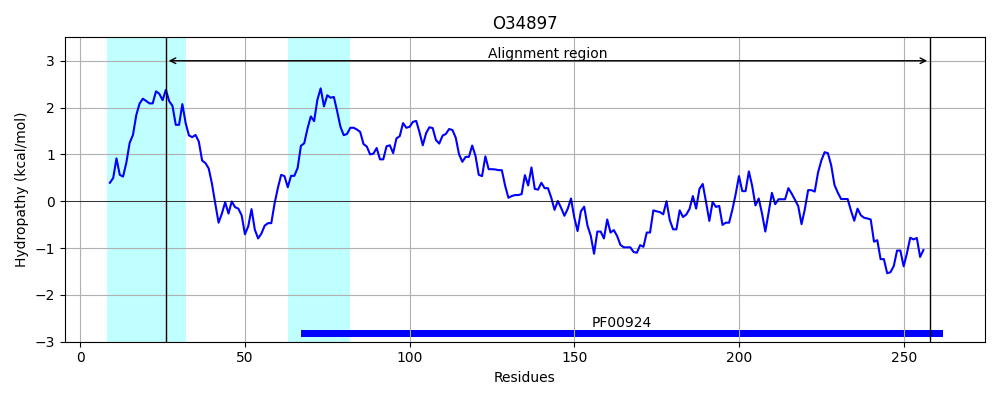 O34897
Alignment region
3
2
1
0
−1
−2
−3
Hydropathy (kcal/mol)
PF00924
0 50 100 150 200 250
Residues